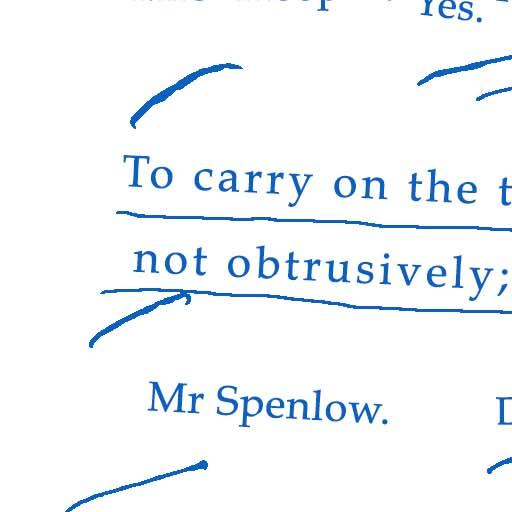 Yes.
To carry on the t
not obtrusively;
Mr Spenlow. D